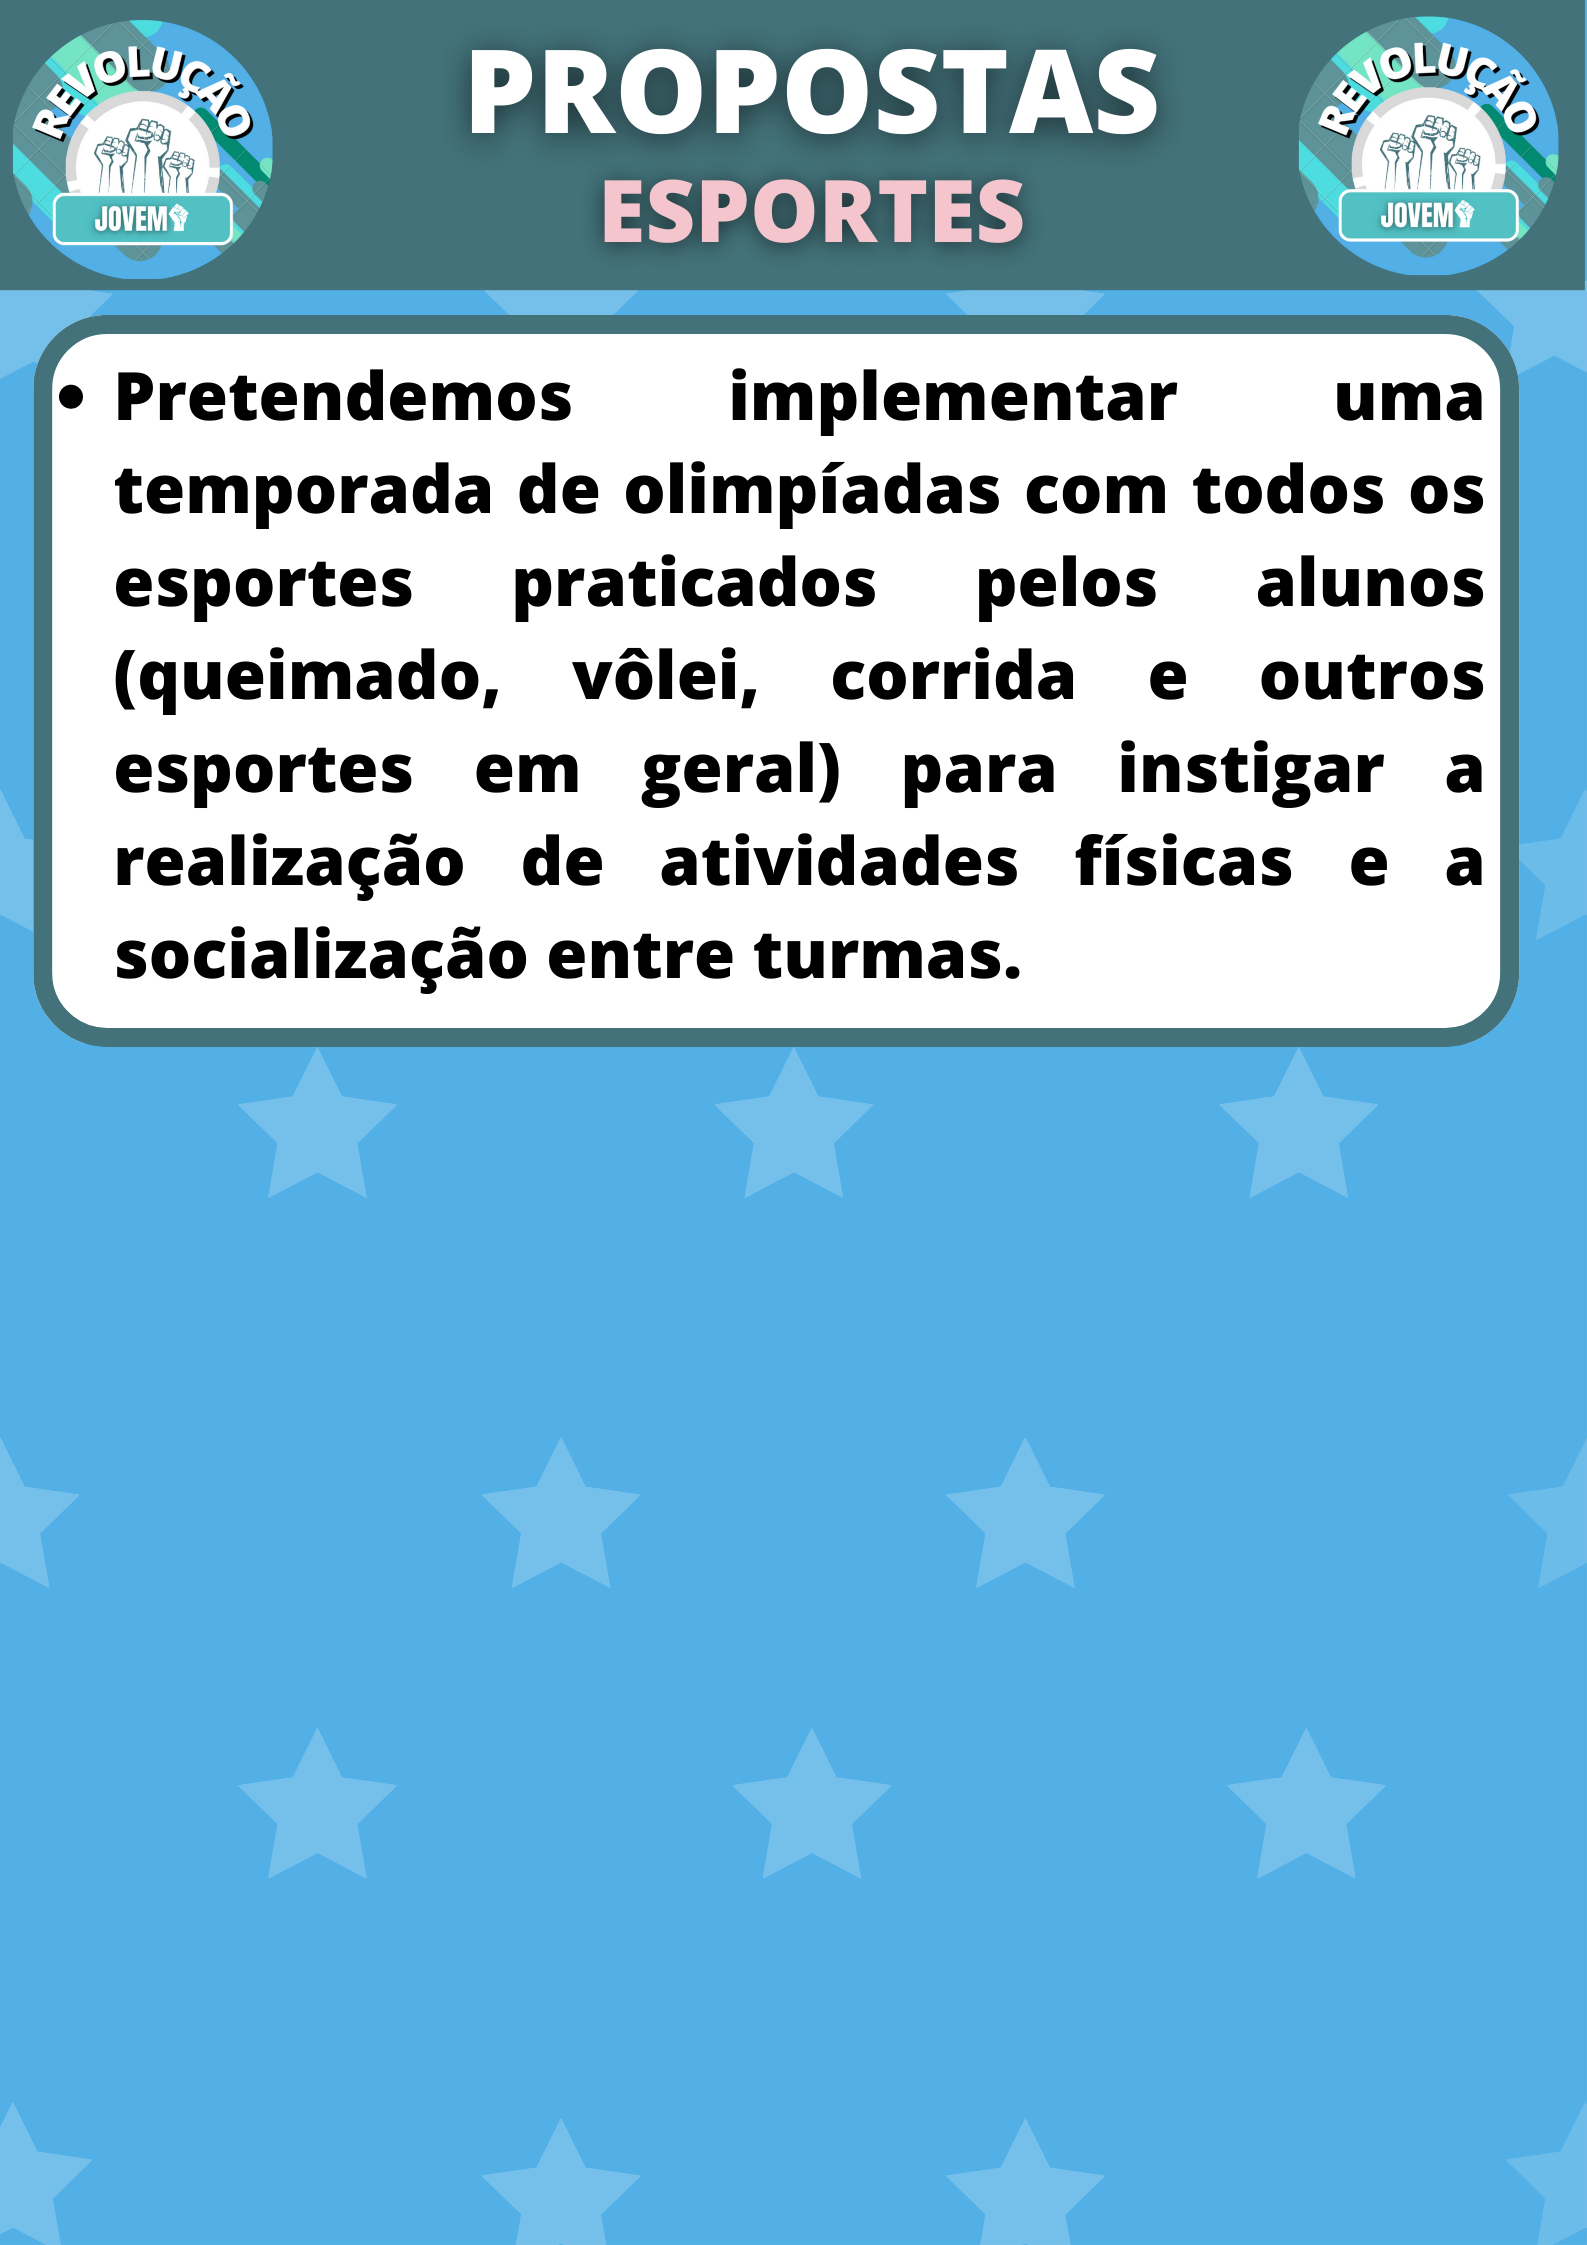 REVOLUÇÃO
JOVEM
PROPOSTAS
ESPORTES
REVOLUÇÃO
JOVEM
• Pretendemos implementar uma
temporada de olimpíadas com todos os
esportes praticados pelos alunos
(queimado, vôlei, corrida e outros
esportes em geral) para instigar a
realização de atividades físicas e a
socialização entre turmas.